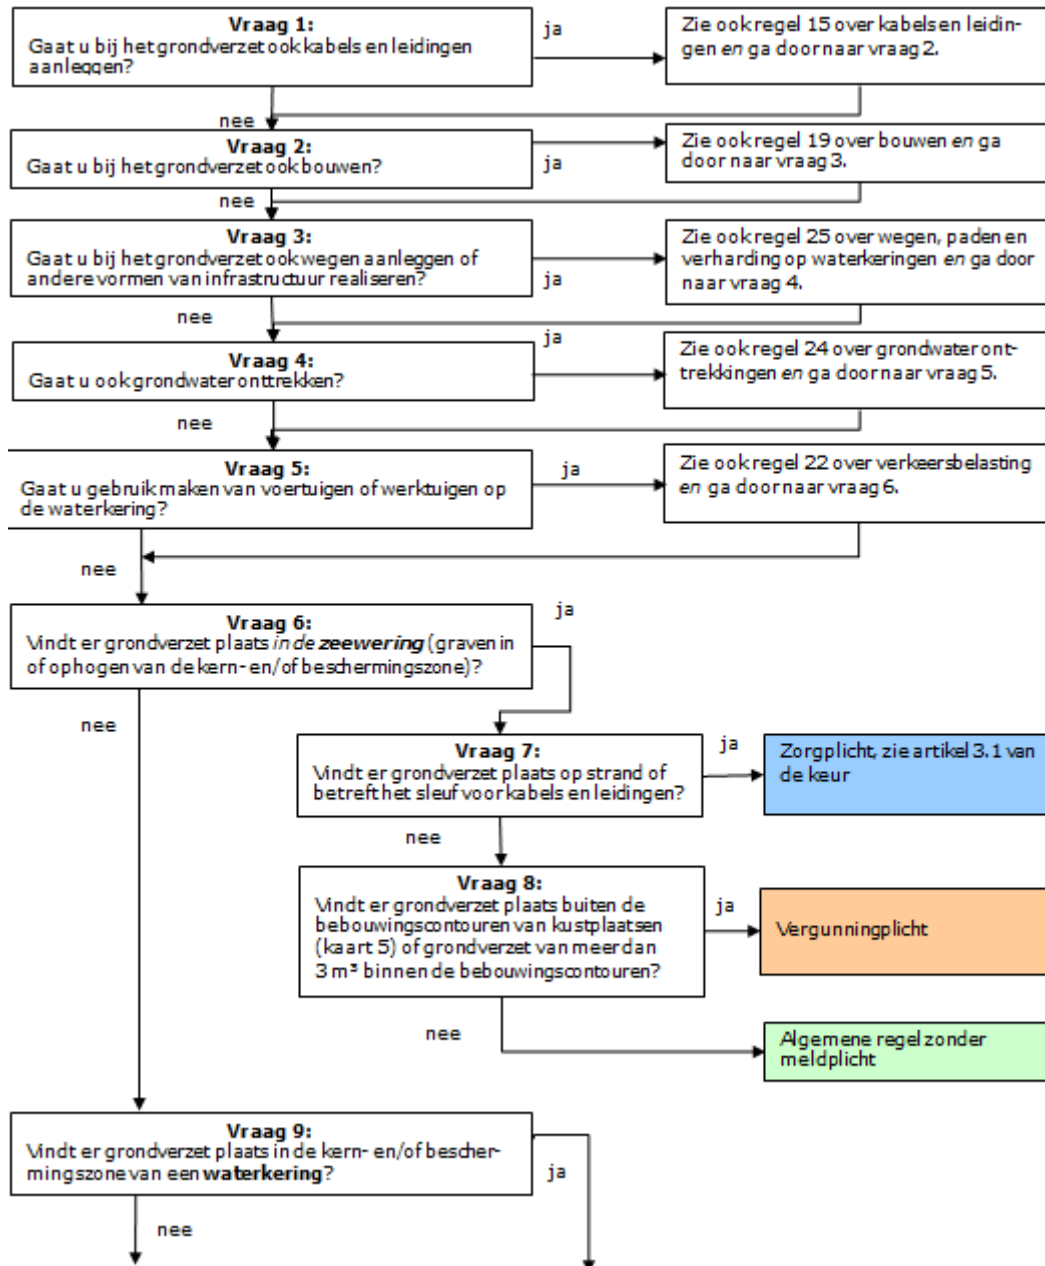 Vraag 1:
Gaat u bij het grondverzet ook kabels en leidingen
aanleggen?
ja
Zie ook regel 15 over kabels en leidin-
gen en ga door naar vraag 2.
nee
Vraag 2:
Gaat u bij het grondverzet ook bouwen?
ja
Zie ook regel 19 over bouwen en ga
door naar vraag 3.
nee
Vraag 3:
Gaat u bij het grondverzet ook wegen aanleggen of
andere vormen van infrastructuur realiseren?
ja
Zie ook regel 25 over wegen, paden en
verharding op waterkeringen en ga door
naar vraag 4.
nee
Vraag 4:
Gaat u ook grondwater onttrekken?
ja
Zie ook regel 24 over grondwater ont-
trekkingen en ga door naar vraag 5.
nee
Vraag 5:
Gaat u gebruik maken van voertuigen of werktuigen op
de waterkering?
ja
Zie ook regel 22 over verkeersbelasting
en ga door naar vraag 6.
nee
Vraag 6:
Vindt er grondverzet plaats in de zeewering (graven in
of ophogen van de kern- en/of beschermingszone)?
ja
nee
Vraag 7:
Vindt er grondverzet plaats op strand of
betreft het sleuf voor kabels en leidingen?
ja
Zorgplicht, zie artikel 3.1 van
de keur
nee
Vraag 8:
Vindt er grondverzet plaats buiten de
bebouwingscontouren van kustplaatsen
(kaart 5) of grondverzet van meer dan
3 m³ binnen de bebouwingscontouren?
ja
Vergunningplicht
nee
Algemene regel zonder
meldplicht
Vraag 9:
Vindt er grondverzet plaats in de kern- en/of bescher-
mingszone van een waterkering?
ja
nee